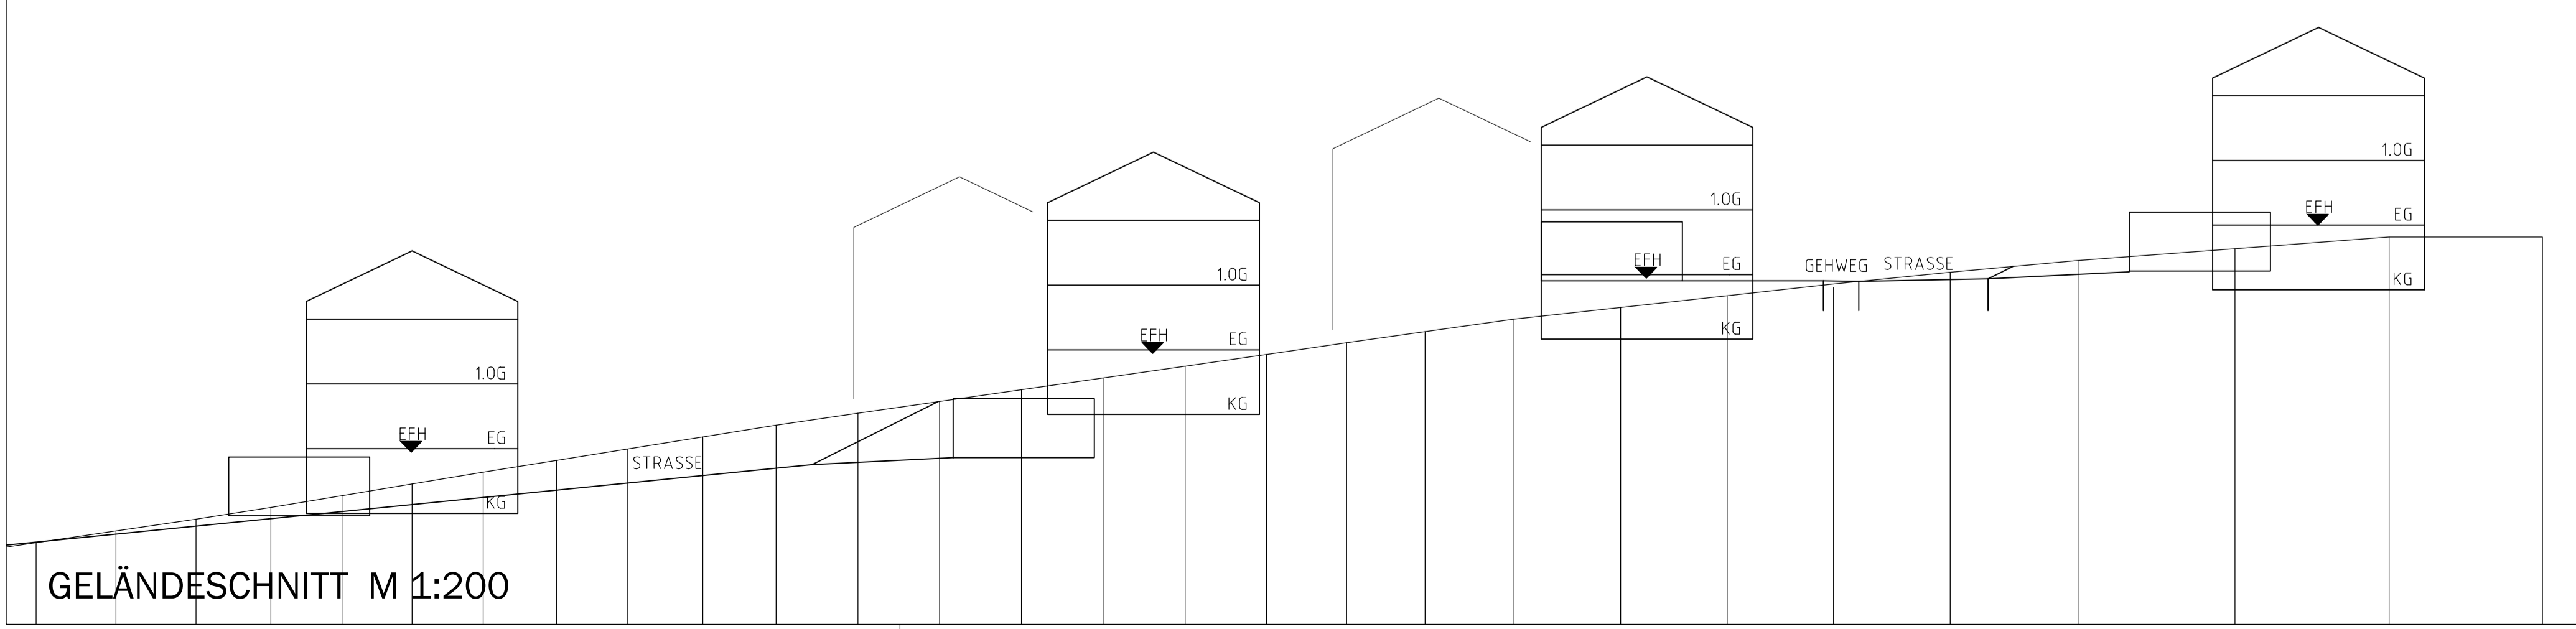 1.OG
EFH
EG
KG
STRASSE
1.OG
EFH
EG
KG
1.OG
EFH
EG
KG
GEHWEG STRASSE
1.OG
EFH
EG
KG
GELÄNDESCHNITT M 1:200